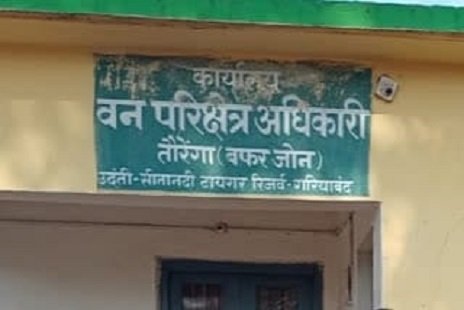 कार्यालय
वन परिक्षेत्र अधिकारी
तौरेंगा (बफर जोन)
उदंती-सीतानदी टायगर रिजर्व-गरियाबंद